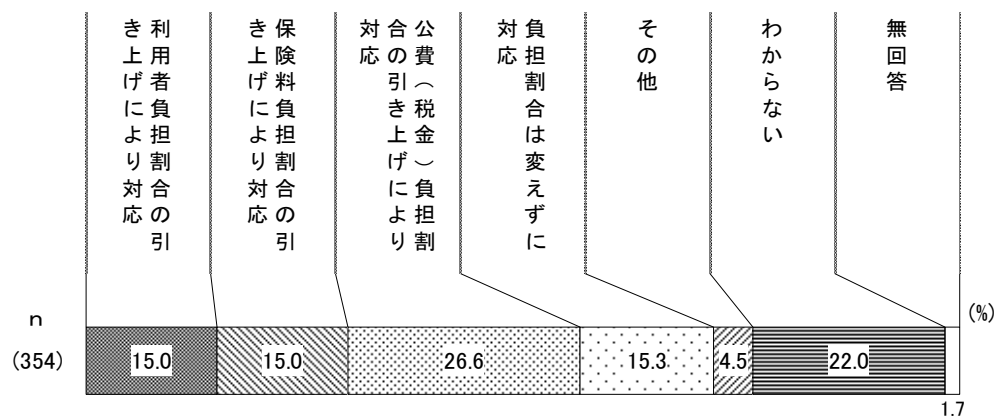 利用者負担割合の引
き上げにより対応
保険料負担割合の引
き上げにより対応
公費（税金）負担割
合の引き上げにより
対応
負担割合は変えずに
対応
その他
わからない
無回答
(%)
n
(354)
15.0
15.0
26.6
15.3
4.5
22.0
1.7